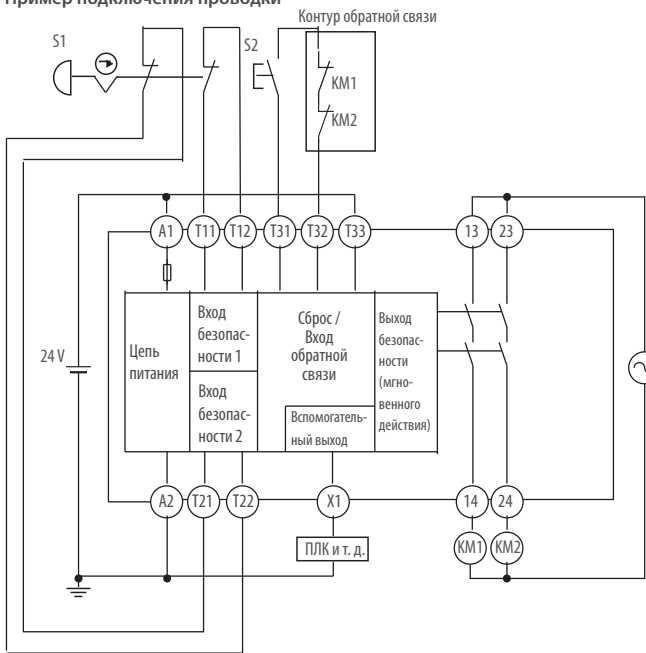 Пример подключения проводки
Контур обратной связи
S1
S2
KM1
KM2
A1
T11
T12
T31
T32
T33
13
23
24 V
Цепь
питания
Вход
безопас-
ности 1
Вход
безопас-
ности 2
Сброс /
Вход
обратной
связи
Вспомогатель-
ный выход
Выход
безопас-
ности
(мгно-
венного
действия)
A2
T21
T22
X1
14
24
ПЛК и т. д.
KM1
KM2